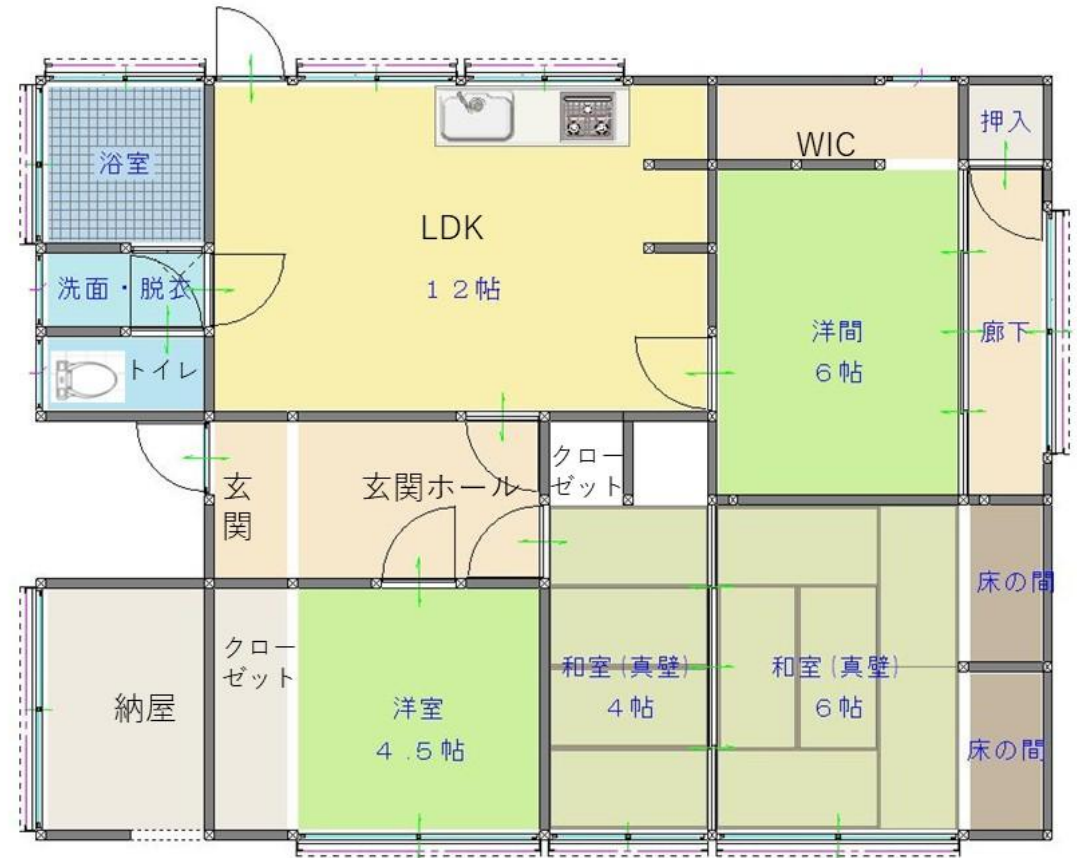 浴室
WIC
押入
LDK
12帖
洗面・脱衣
トイレ
洋間
6帖
廊下
玄
関
玄関ホール
クロー
ゼット
床の間
クロー
ゼット
納屋
洋室
4.5帖
和室(真壁)
4帖
和室(真壁)
6帖
床の間